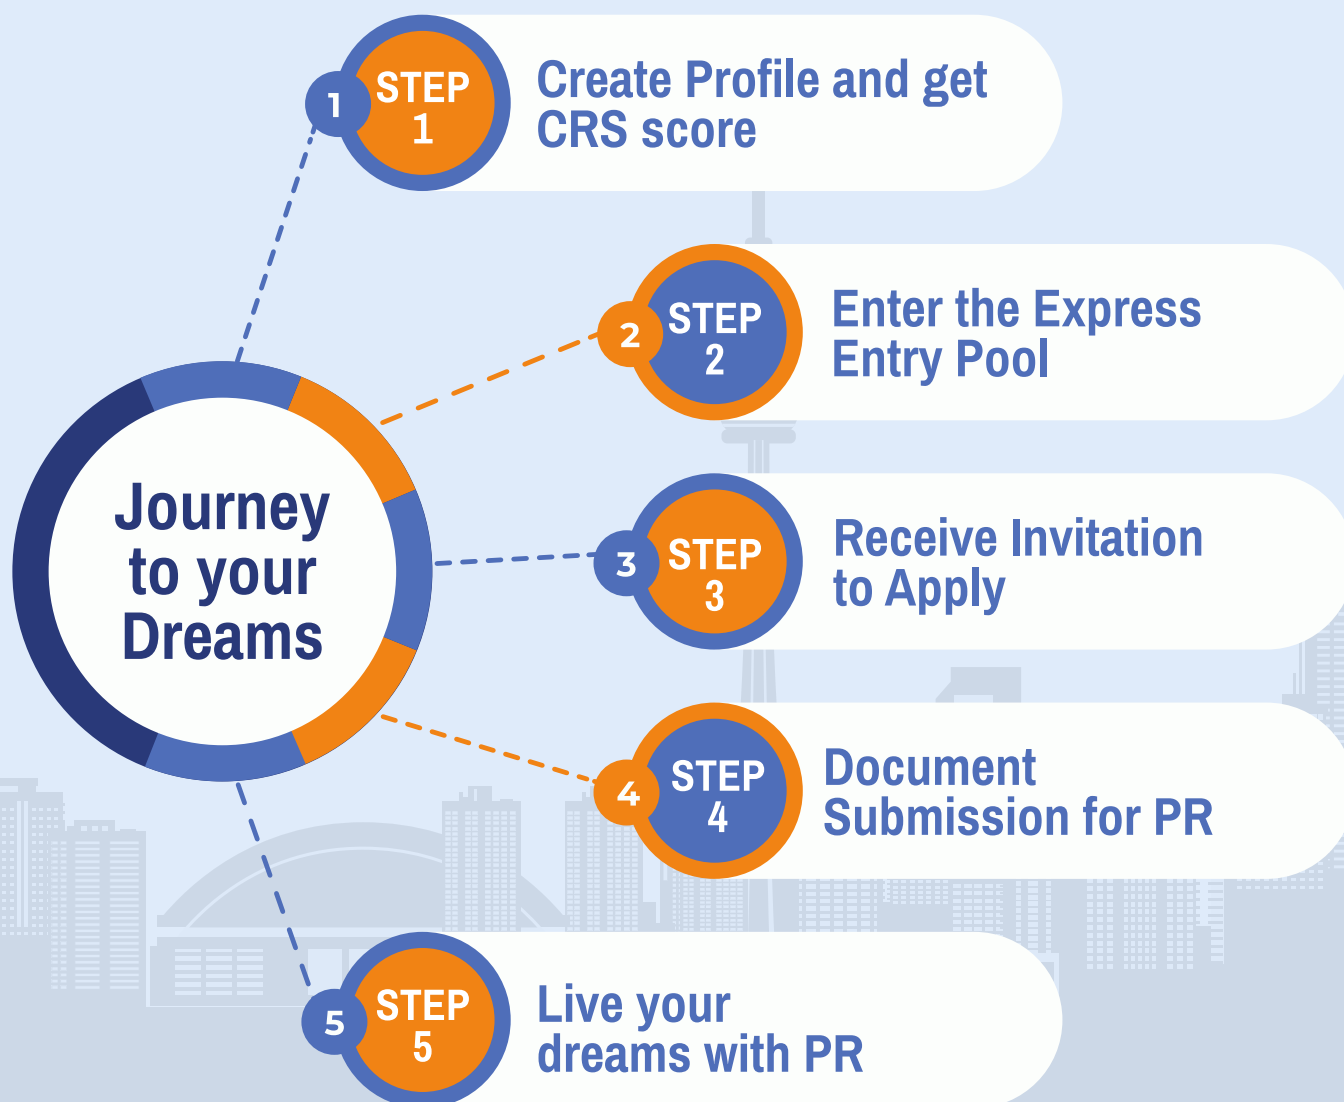 1
STEP
1
Create Profile and get
CRS score
2
STEP
2
Enter the Express
Entry Pool
Journey
to your
Dreams
3
STEP
3
Receive Invitation
to Apply
4
STEP
4
Document
Submission for PR
5
STEP
5
Live your
dreams with PR